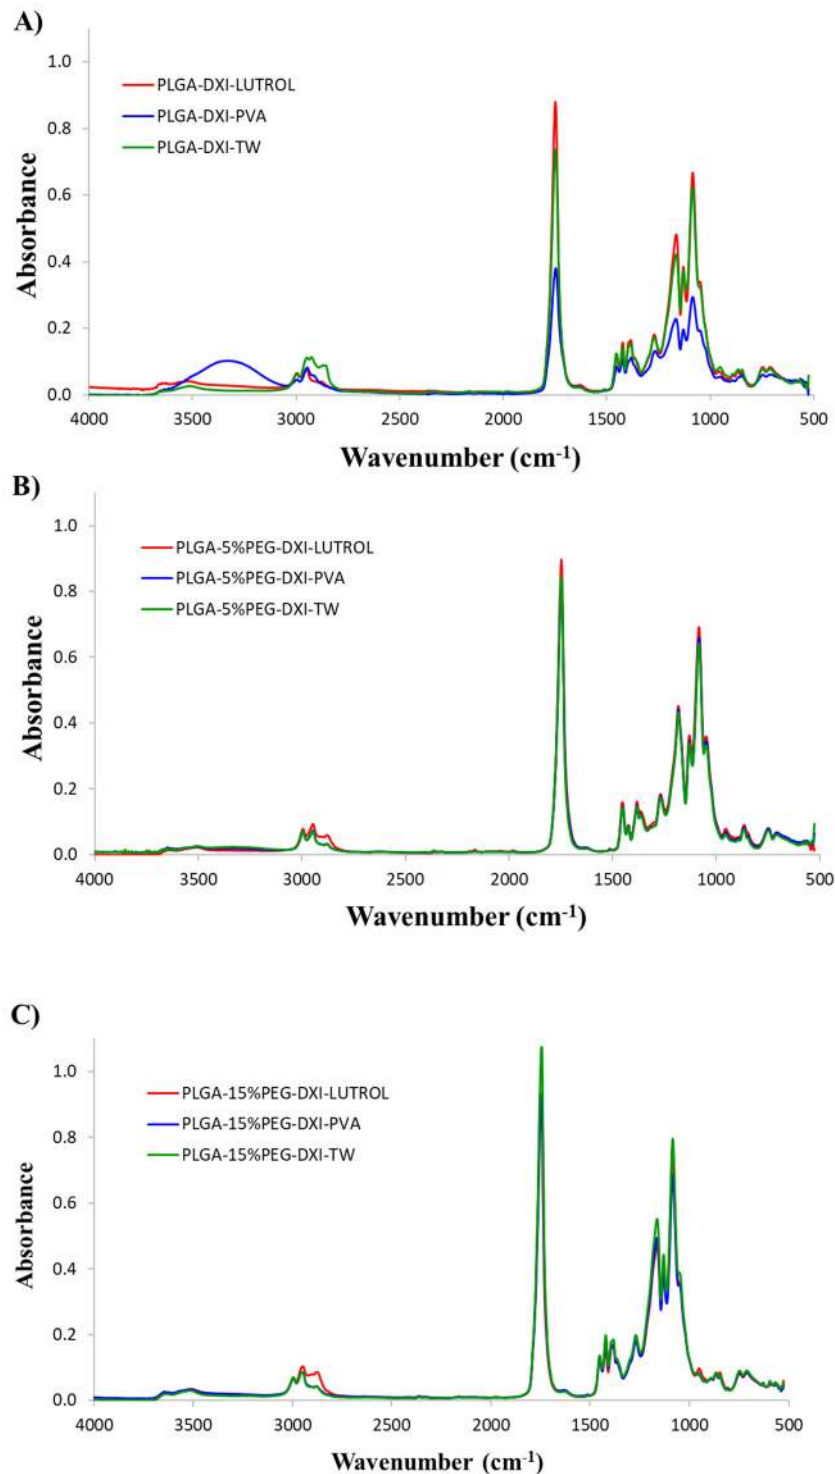 A)
1.0
PLGA-DXI-LUTROL
PLGA-DXI-PVA
0.8
PLGA-DXI-TW
0.6
0.4
0.2
0.0
Absorbance
4000 3500 3000 2500 2000 1500 1000 500
Wavenumber (cm-1)
B)
1.0
PLGA-5%PEG-DXI-LUTROL
PLGA-5%PEG-DXI-PVA
0.8
PLGA-5%PEG-DXI-TW
0.6
0.4
0.2
0.0
Absorbance
4000 3500 3000 2500 2000 1500 1000 500
Wavenumber (cm-1)
C)
1.0
PLGA-15%PEG-DXI-LUTROL
PLGA-15%PEG-DXI-PVA
0.8
PLGA-15%PEG-DXI-TW
0.6
0.4
0.2
0.0
Absorbance
4000 3500 3000 2500 2000 1500 1000 500
Wavenumber (cm-1)